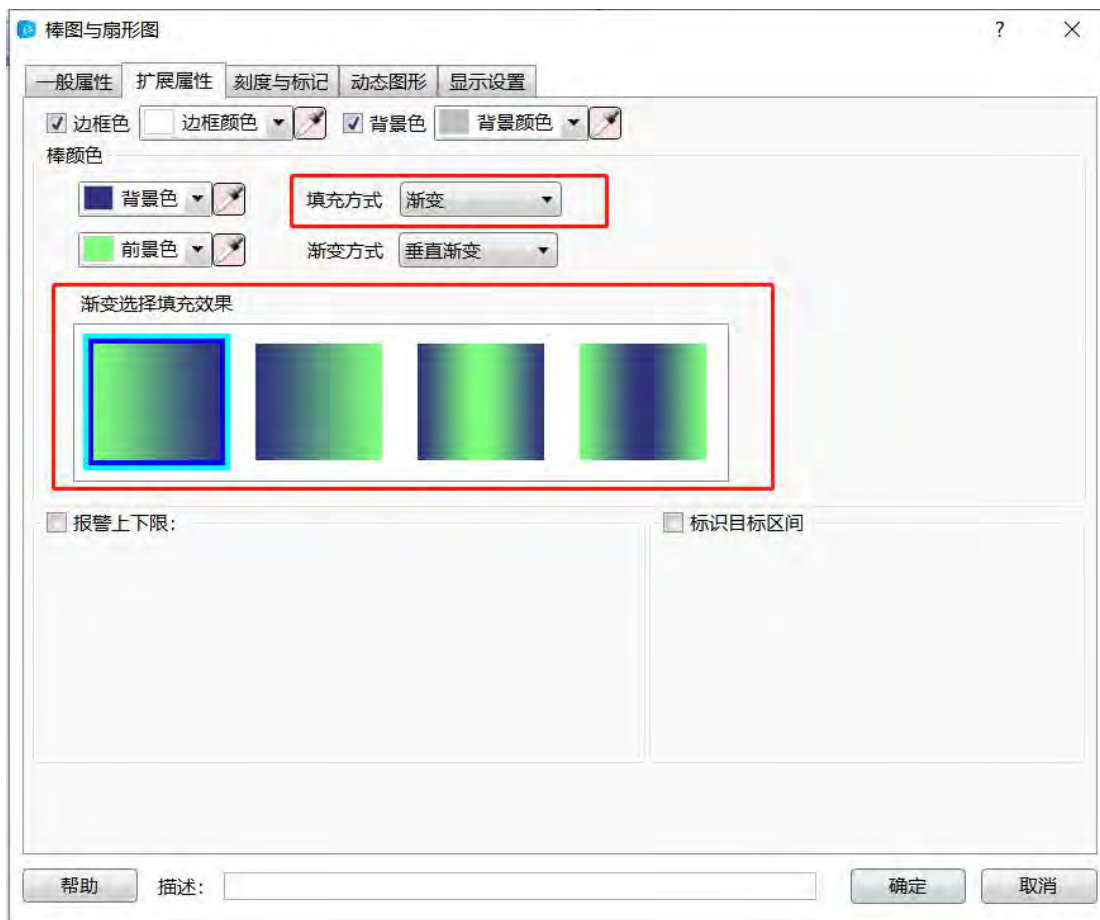 棒图与扇形图 ?
一般属性 扩展属性 刻度与标记 动态图形 显示设置
边框色 边框颜色 背景色 背景颜色
棒颜色
背景色 填充方式 渐变
前景色 渐变方式 垂直渐变
渐变选择填充效果
报警上下限: 标识目标区间
帮助 描述: 确定 取消